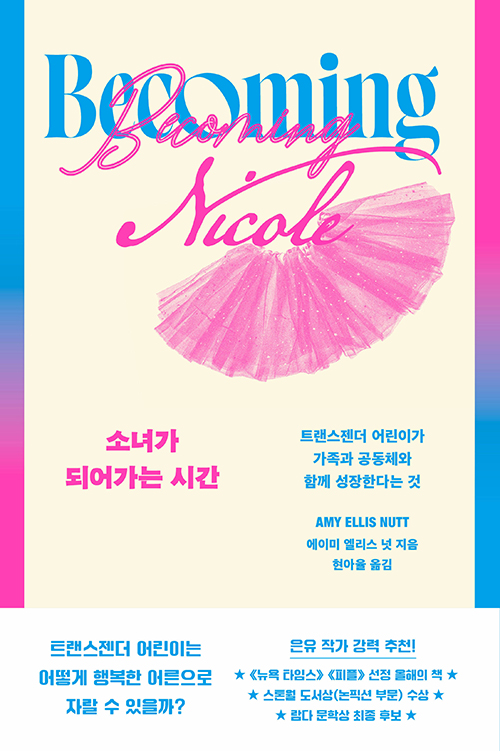 Becoming
Becoming
Nicole
소녀가
되어가는 시간
트랜스젠더 어린이가
가족과 공동체와
함께 성장한다는 것
AMY ELLIS NUTT
에이미 엘리스 넛 지음
현아율 옮김
트랜스젠더 어린이는
어떻게 행복한 어른으로
자랄 수 있을까?
은유 작가 강력 추천!
★ 《뉴욕 타임스》 《피플》 선정 올해의 책 ★
★ 스톤월 도서상(논픽션 부문) 수상 ★
★ 람다 문학상 최종 후보 ★